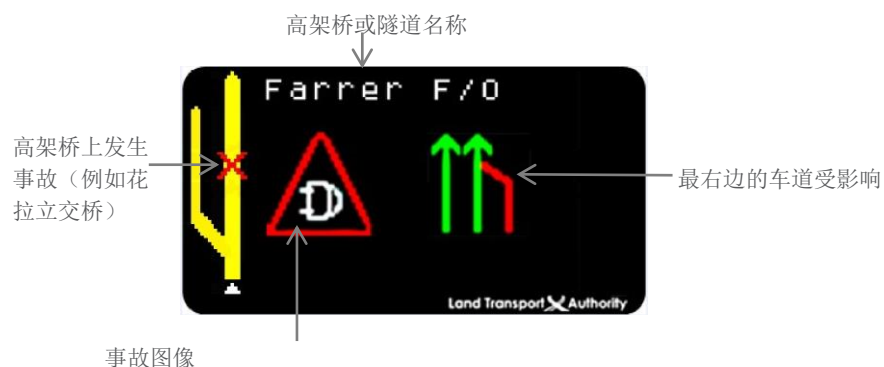 高架桥或隧道名称
Farrer F/O
高架桥上发生
事故（例如花
拉立交桥）
最右边的车道受影响
Land Transport Authority
事故图像